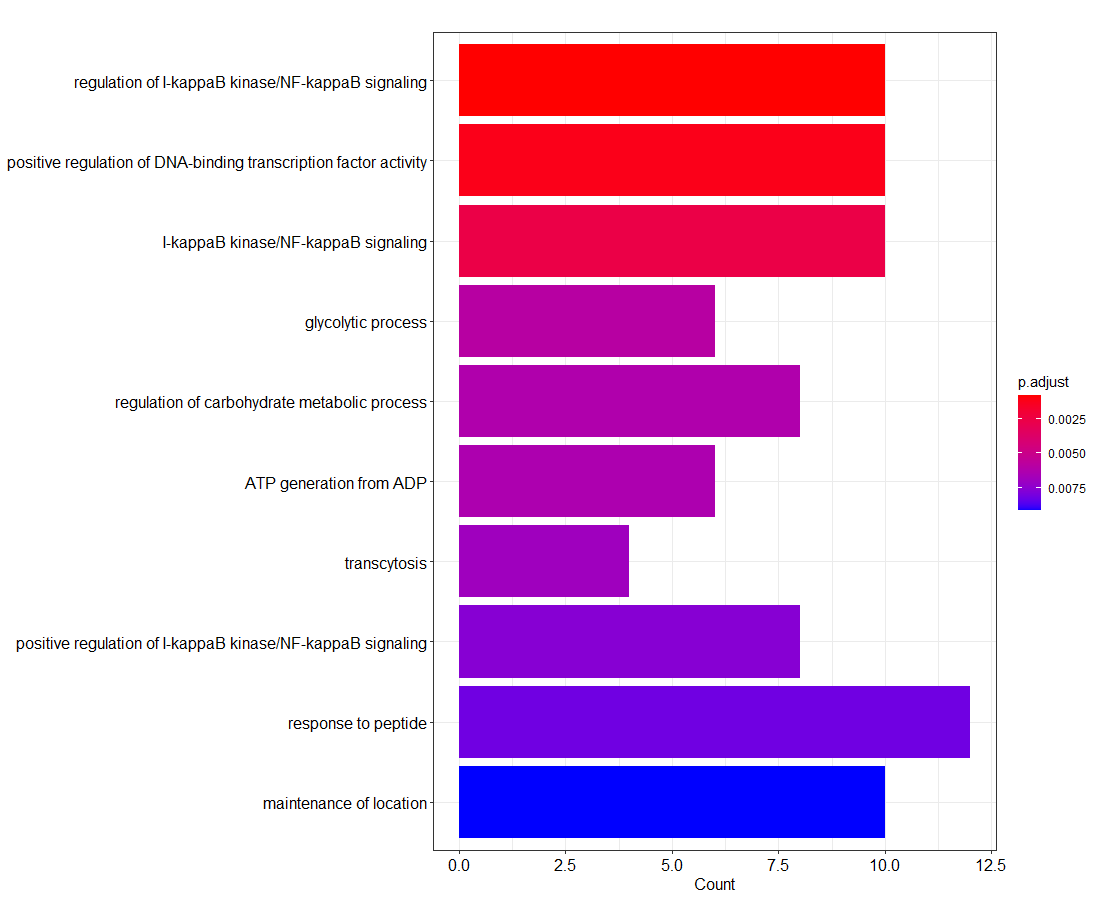 regulation of I-kappaB kinase/NF-kappaB signaling
positive regulation of DNA-binding transcription factor activity
I-kappaB kinase/NF-kappaB signaling
glycolytic process
regulation of carbohydrate metabolic process
ATP generation from ADP
transcytosis
positive regulation of I-kappaB kinase/NF-kappaB signaling
response to peptide
maintenance of location
0.0 2.5 5.0 7.5 10.0 12.5
Count
p.adjust
0.0025
0.0050
0.0075